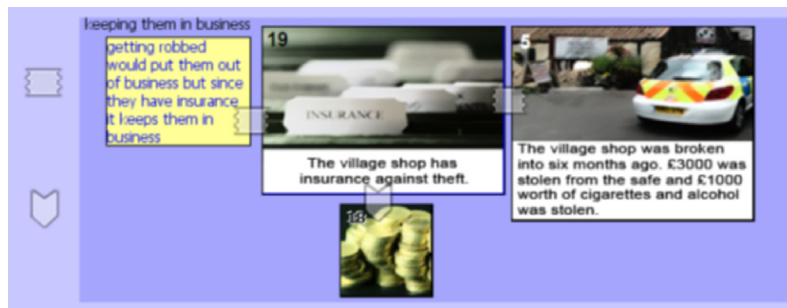 keeping them in business
getting robbed
would put them out
of business but since
they have insurance
it keeps them in
business
19
INSURANCE
The village shop has
insurance against theft.
5
The village shop was broken
into six months ago. £3000 was
stolen from the safe and £1000
worth of cigarettes and alcohol
was stolen.
18